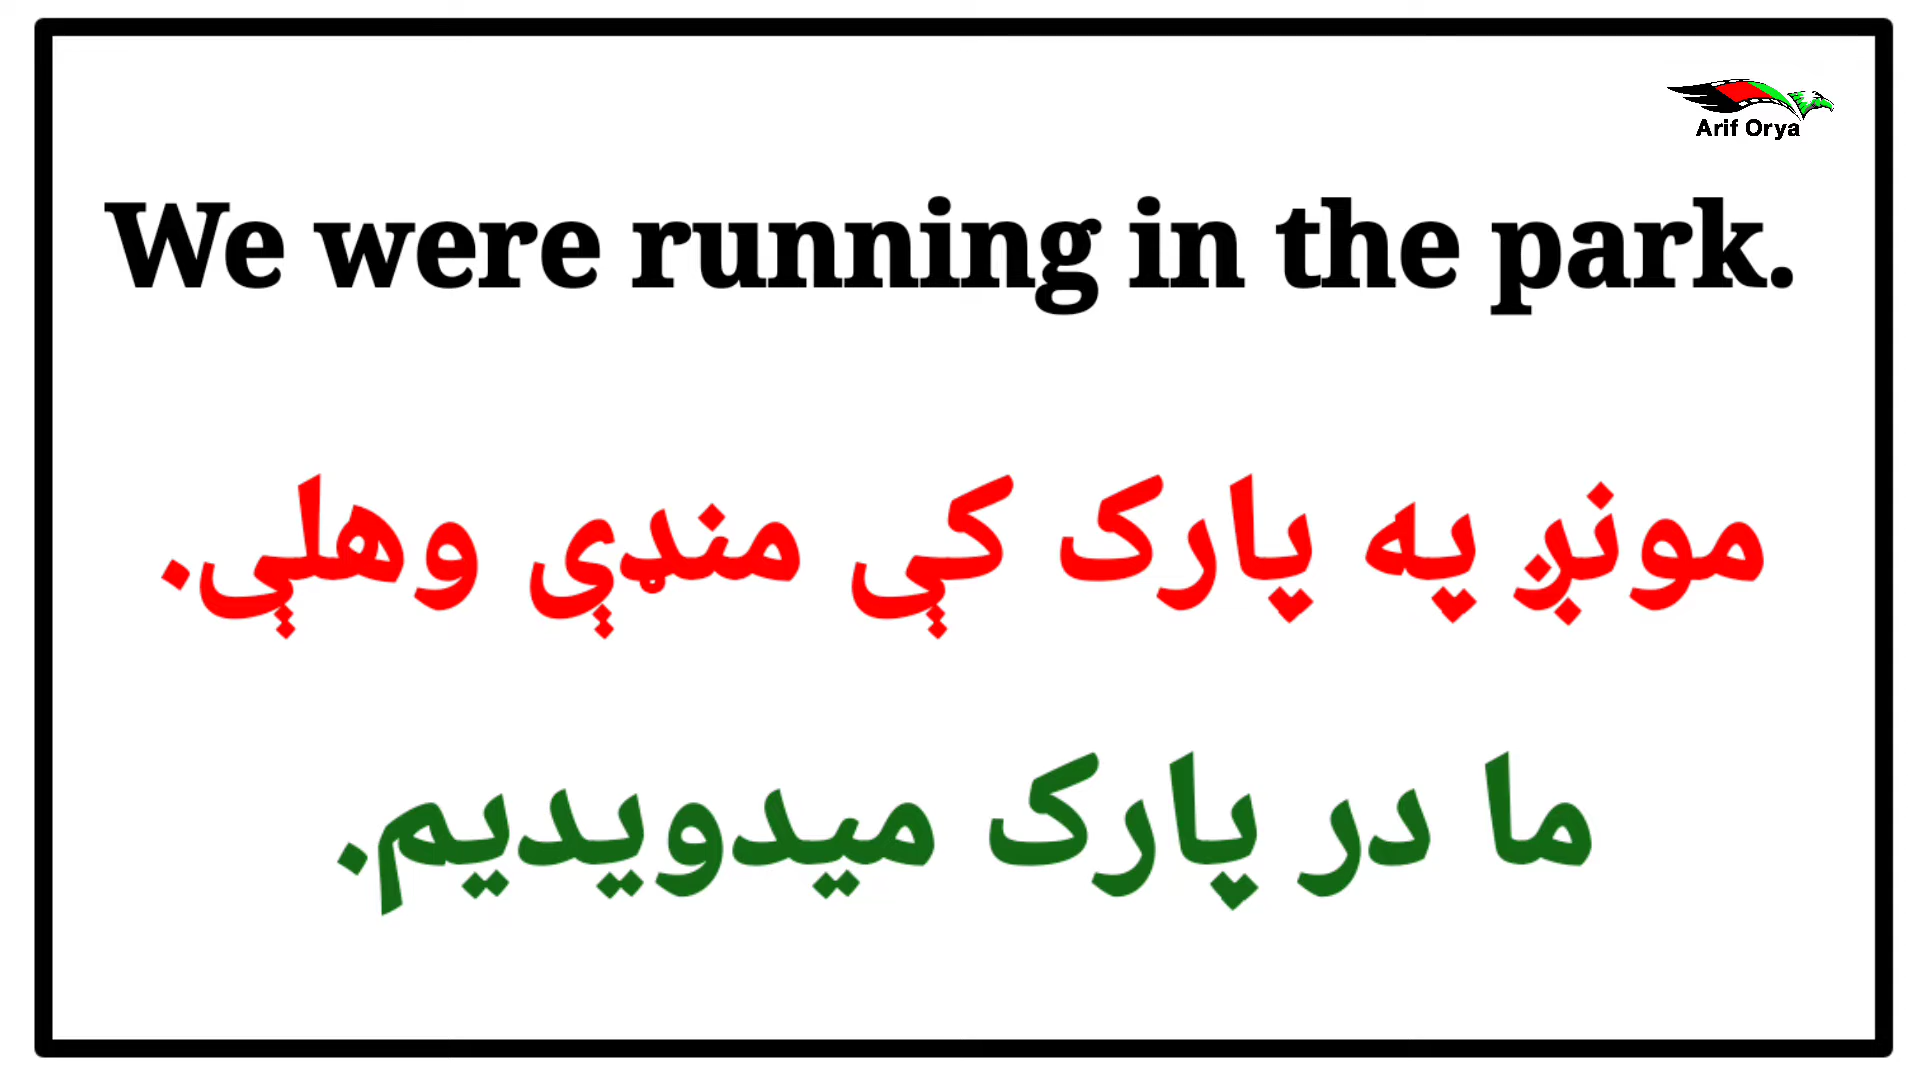 Arif Orya
We were running in the park.
مونږ په پارک کې منډې وهلې.
ما در پارک میدویدیم.